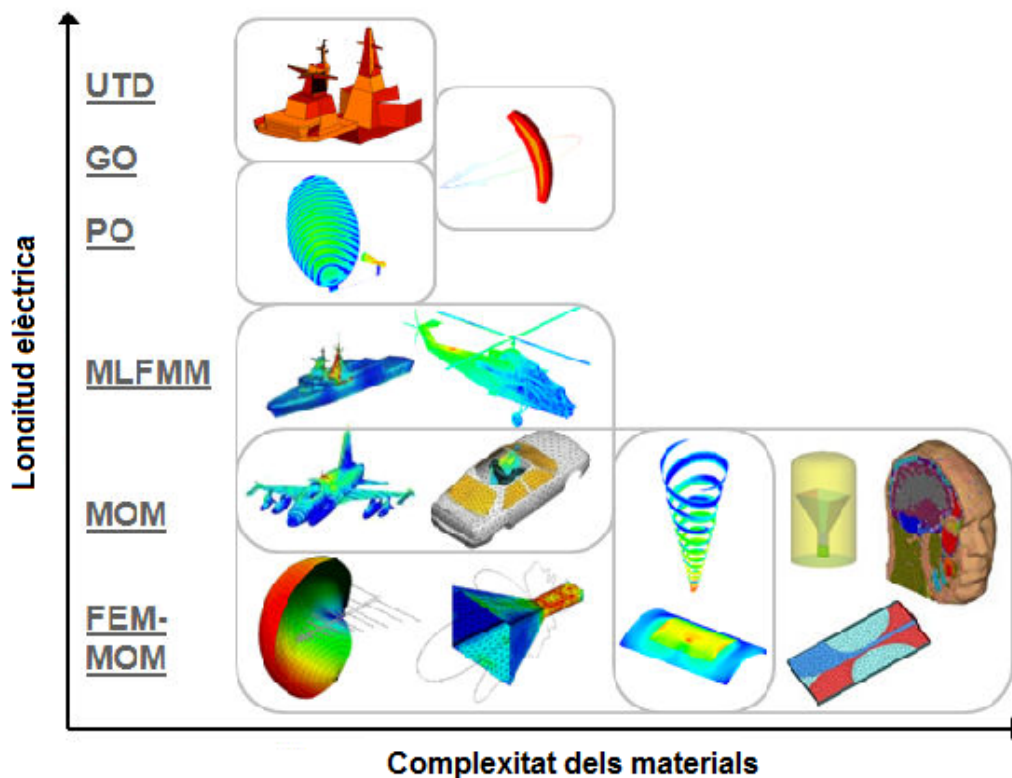 Longitud elèctrica
UTD
GO
PO
MLFMM
MOM
FEM-
MOM
Complexitat dels materials